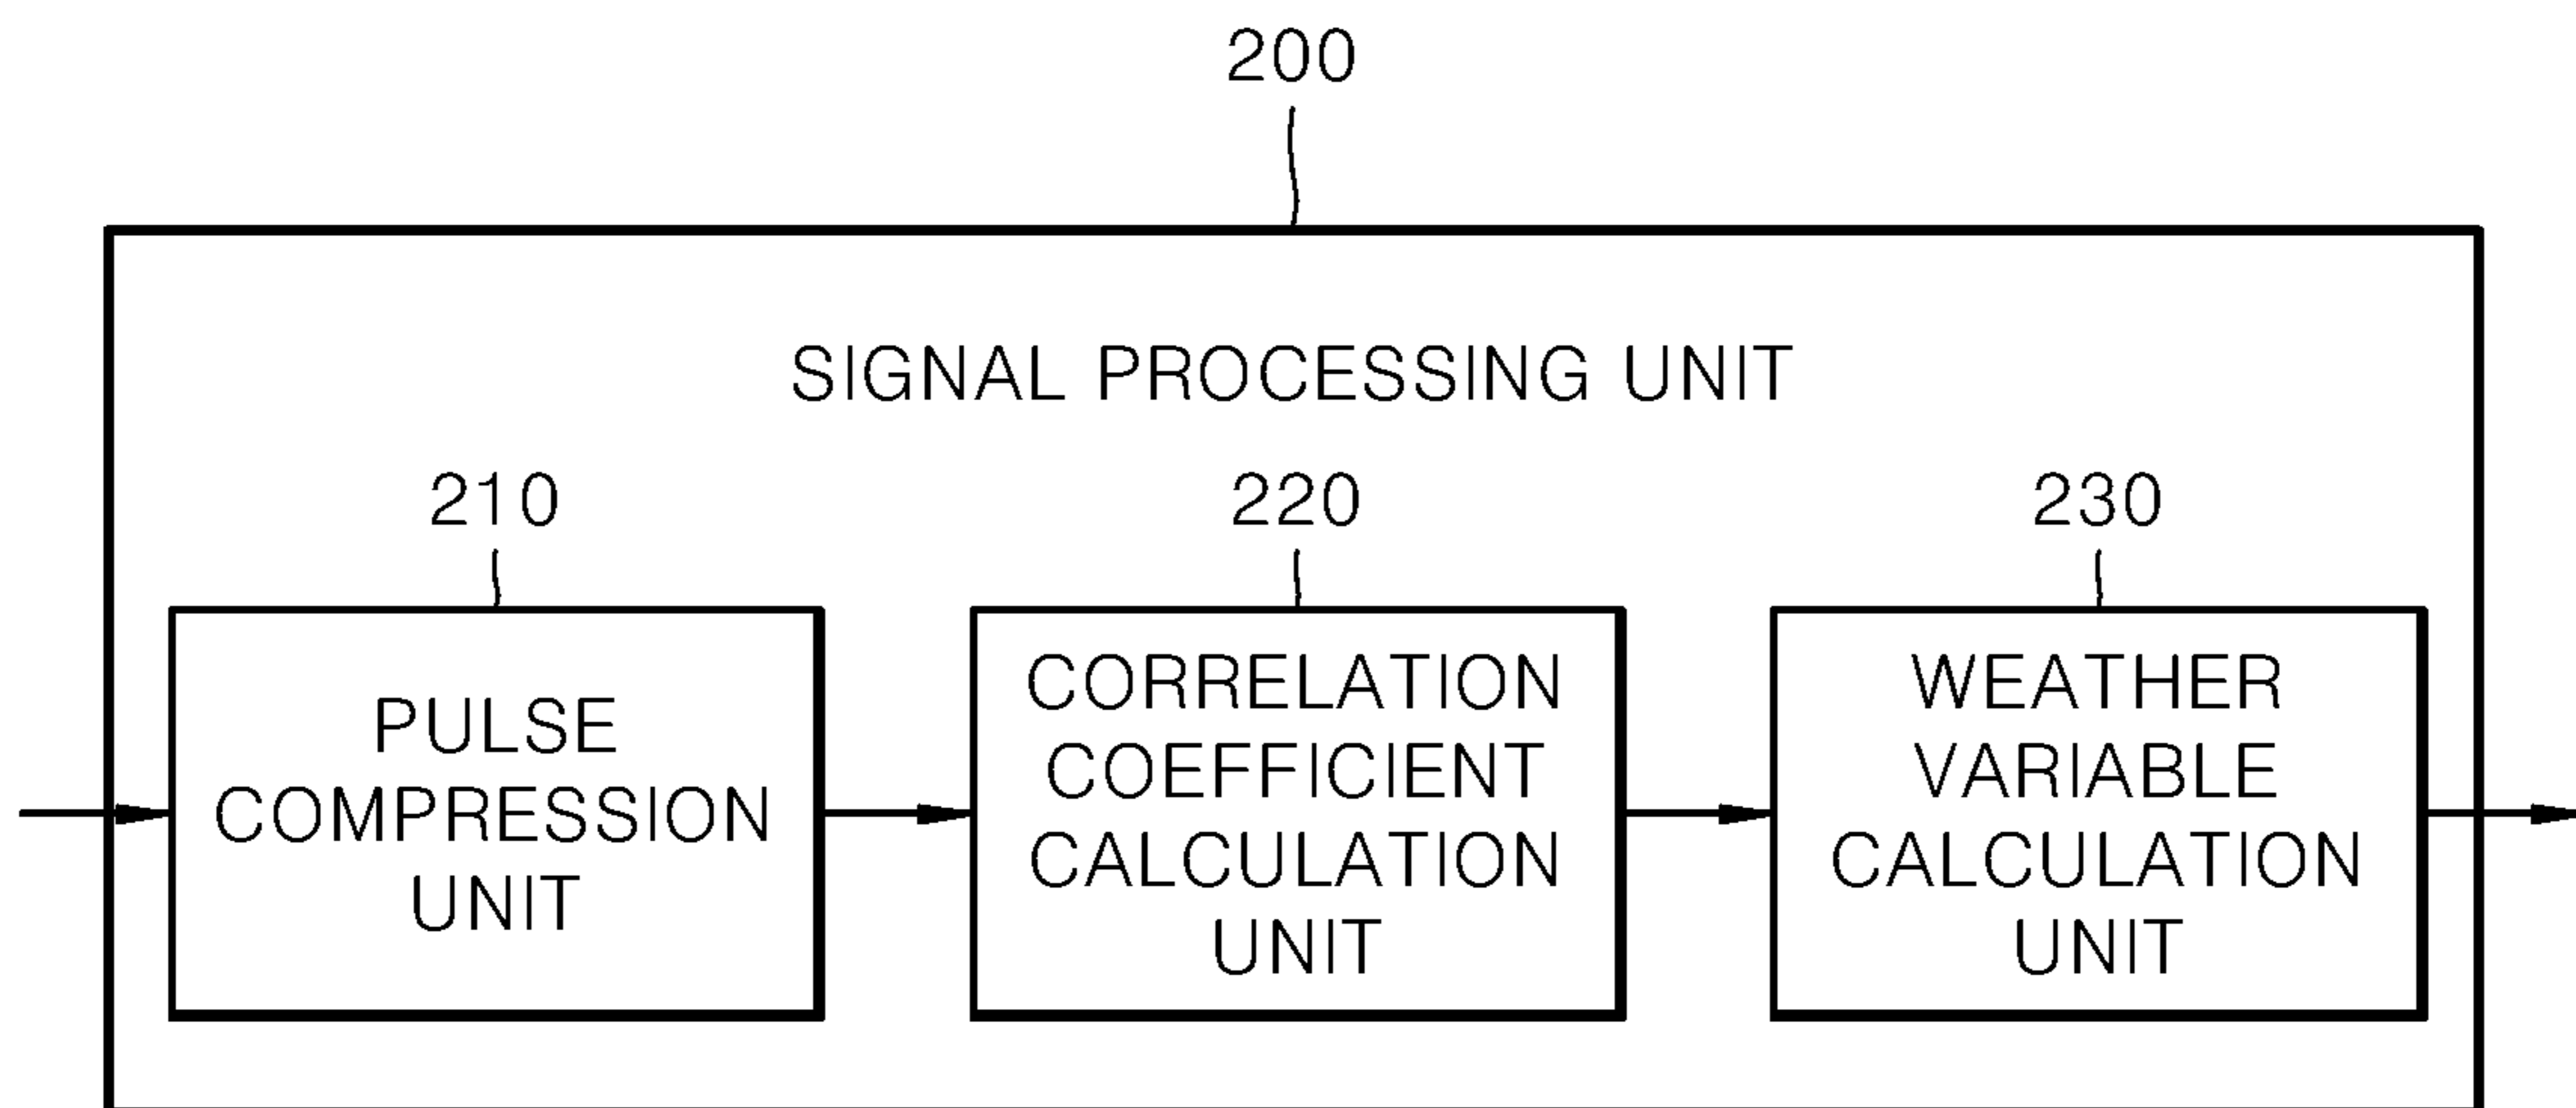 200
SIGNAL PROCESSING UNIT
210
220
230
PULSE
COMPRESSION
UNIT
CORRELATION
COEFFICIENT
CALCULATION
UNIT
WEATHER
VARIABLE
CALCULATION
UNIT